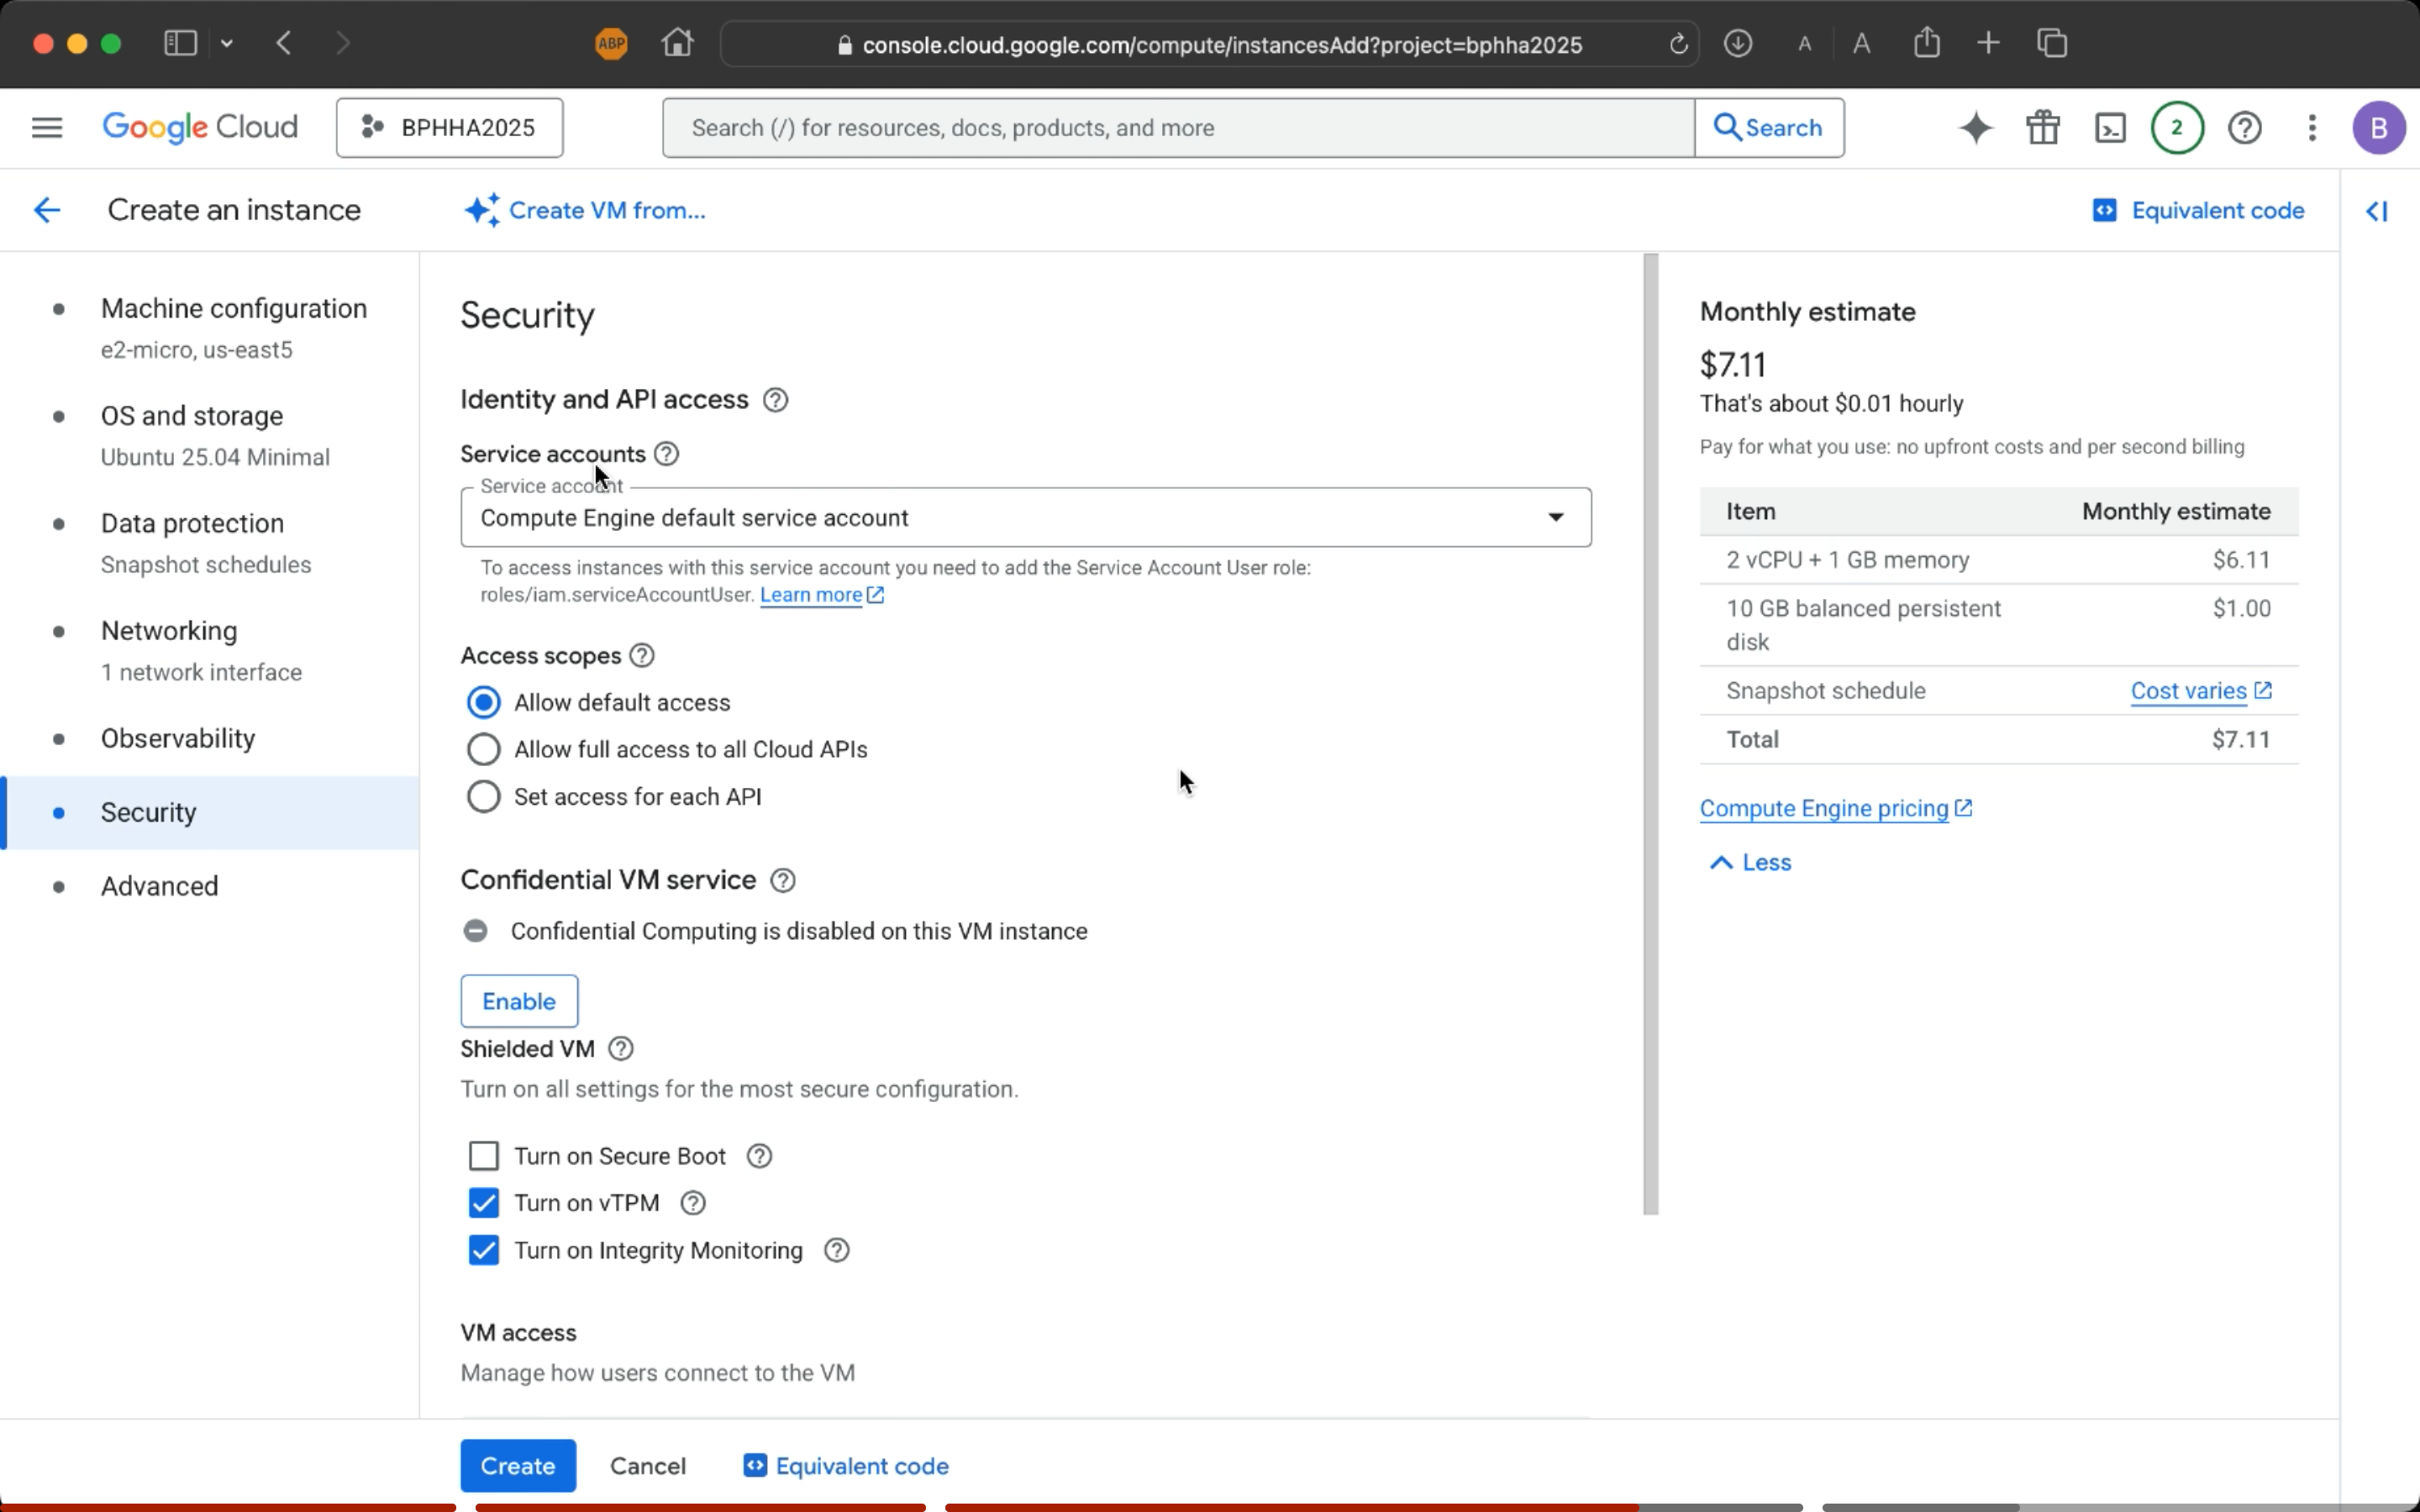 ABP
console.cloud.google.com/compute/instancesAdd?project=bphha2025
A
A
Google Cloud
BPHHA2025
Search (/) for resources, docs, products, and more
Search
2
B
Create an instance
Create VM from...
Equivalent code
Machine configuration
e2-micro, us-east5
OS and storage
Ubuntu 25.04 Minimal
Data protection
Snapshot schedules
Networking
1 network interface
Observability
Security
Advanced
Security
Identity and API access
Service accounts
Service account
Compute Engine default service account
To access instances with this service account you need to add the Service Account User role:
roles/iam.serviceAccountUser. Learn more
Access scopes
Allow default access
Allow full access to all Cloud APIs
Set access for each API
Confidential VM service
Confidential Computing is disabled on this VM instance
Enable
Shielded VM
Turn on all settings for the most secure configuration.
Turn on Secure Boot
Turn on vTPM
Turn on Integrity Monitoring
VM access
Manage how users connect to the VM
Create
Cancel
Equivalent code
Monthly estimate
$7.11
That's about $0.01 hourly
Pay for what you use: no upfront costs and per second billing
Item Monthly estimate
2 vCPU + 1 GB memory $6.11
10 GB balanced persistent $1.00
disk
Snapshot schedule Cost varies
Total $7.11
Compute Engine pricing
Less